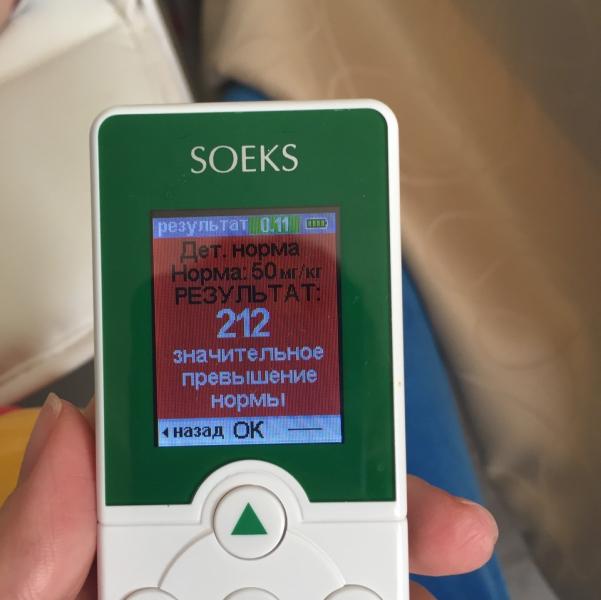 SOEKS
результат 0.11
Дет. норма
Норма: 50 мг/кг
РЕЗУЛЬТАТ:
212
значительное
превышение
нормы
назад OK